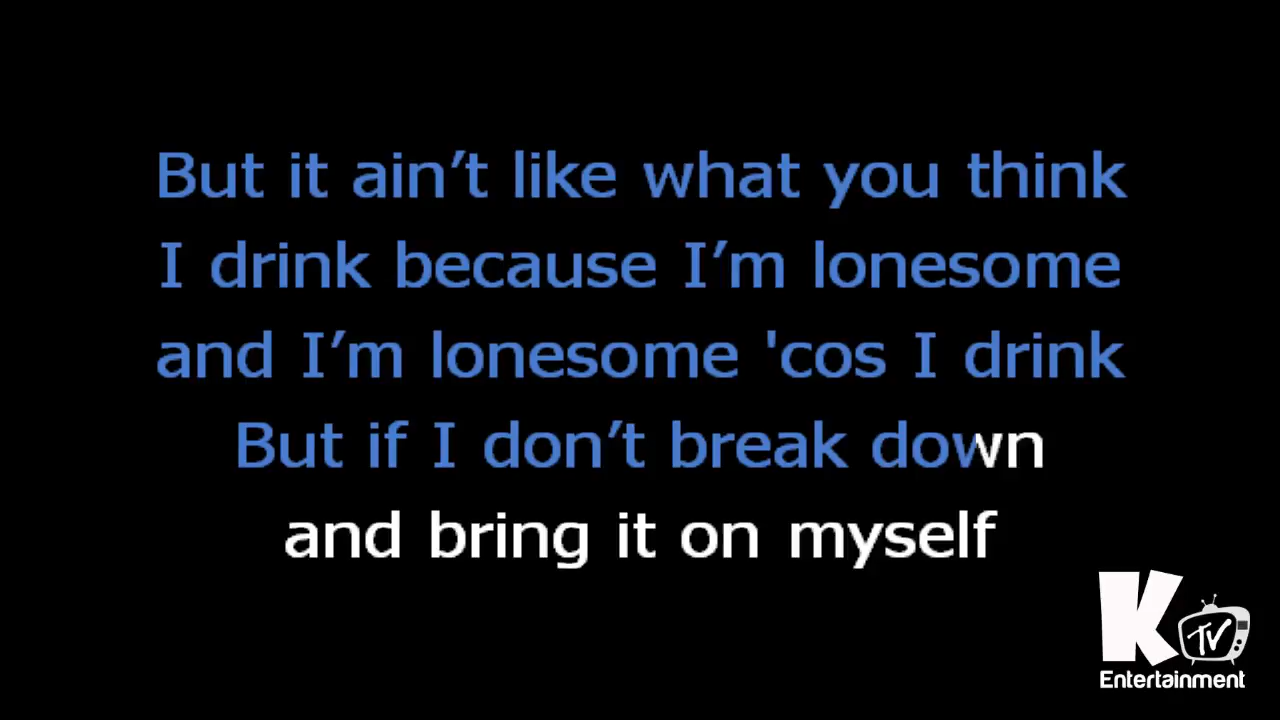 But it ain’t like what you think
I drink because I’m lonesome
and I’m lonesome 'cos I drink
But if I don’t break down
and bring it on myself
K TV
Entertainment